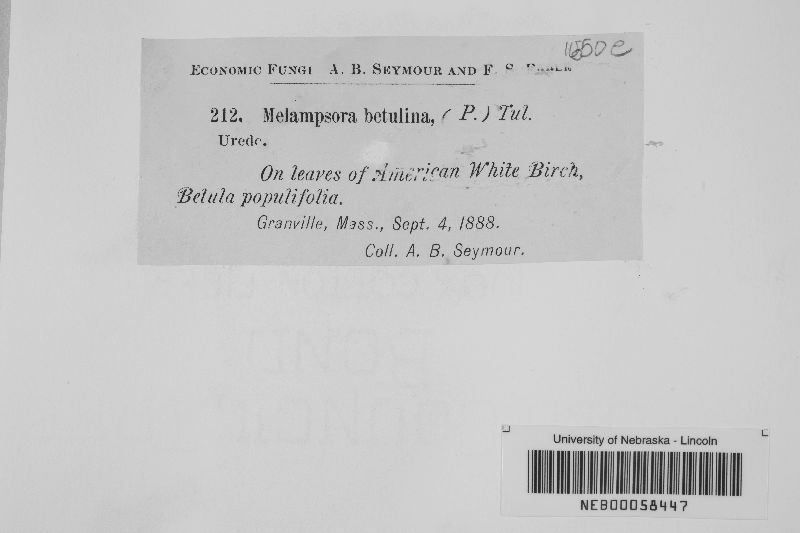 1650e
ECONOMIC FUNGI A. B. SEYMOUR AND F. S.
212. Melampsora betulina, (P.) Tul.
Uredo.
On leaves of American White Birch,
Betula populifolia.
Granville, Mass., Sept. 4, 1888.
Coll. A. B. Seymour.
University of Nebraska - Lincoln
NEB00058447